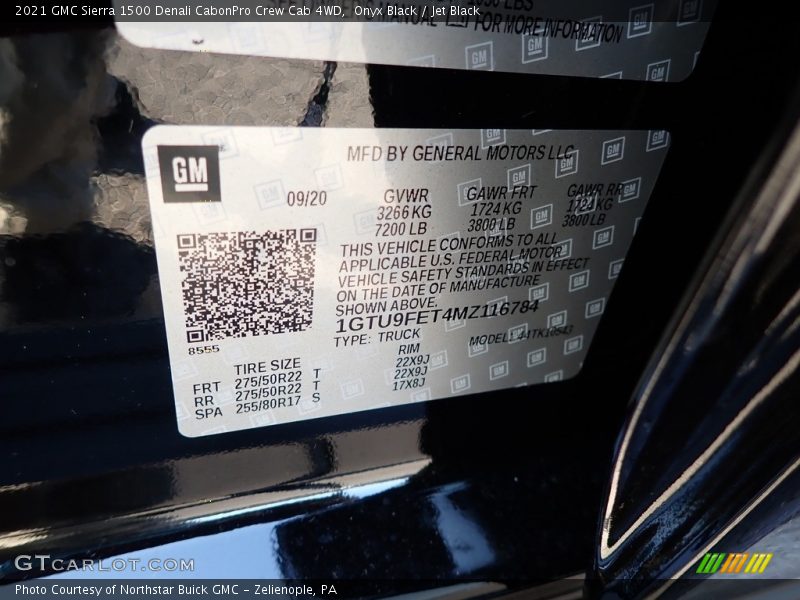 2021 GMC Sierra 1500 Denali CabonPro Crew Cab 4WD, Onyx Black / Jet Black
FOR MORE INFORMATION
GM
MFD BY GENERAL MOTORS LLC
09/20
GVWR GAWR FRT GAWR RR
3266 KG 1724 KG 1724 KG
7200 LB 3800 LB 3800 LB
THIS VEHICLE CONFORMS TO ALL
APPLICABLE U.S. FEDERAL MOTOR
VEHICLE SAFETY STANDARDS IN EFFECT
ON THE DATE OF MANUFACTURE
SHOWN ABOVE.
1GTU9FET4MZ116784
TYPE: TRUCK MODEL:
8555
TIRE SIZE RIM
FRT 275/50R22 T 22X9J
RR 275/50R22 T 22X9J
SPA 255/80R17 S 17X8J
GTCARLOT.COM
Photo Courtesy of Northstar Buick GMC - Zelienople, PA